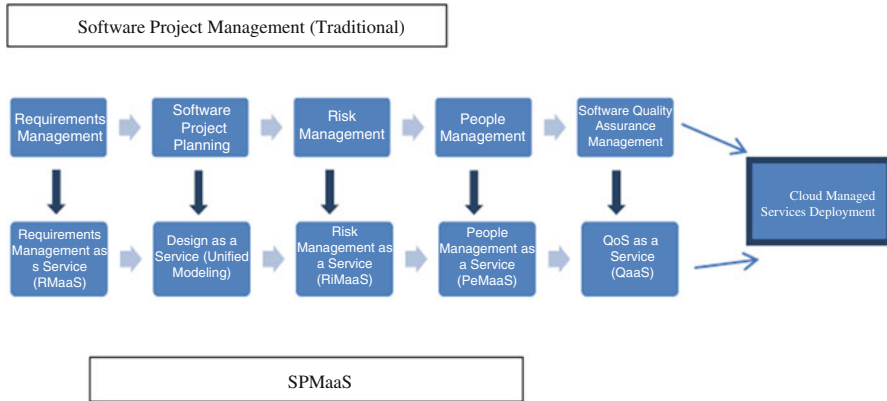 Software Project Management (Traditional)
Requirements
Management
Software
Project
Planning
Risk
Management
People
Management
Software Quality
Assurance
Management
Cloud Managed
Services Deployment
Requirements
Management as
s Service
(RMaaS)
Design as a
Service (Unified
Modeling)
Risk
Management as
a Service
(RiMaaS)
People
Management as
a Service
(PeMaaS)
QoS as a
Service
(QaaS)
SPMaaS